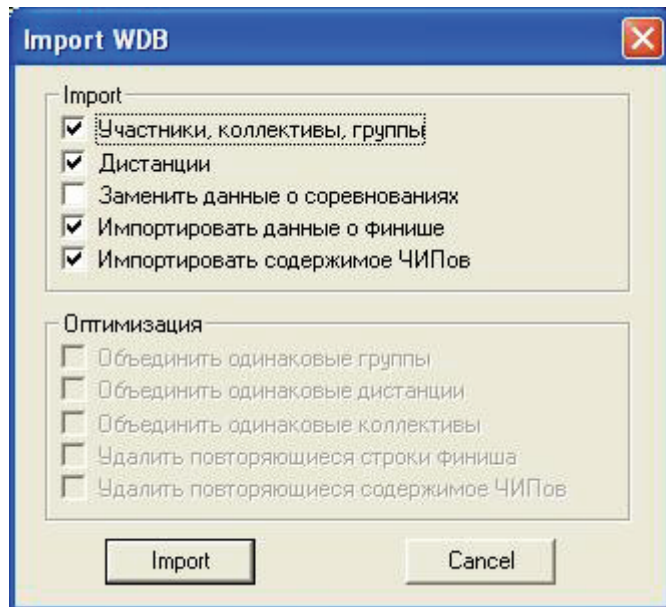 Import WDB
Import
Участники, коллективы, группы
Дистанции
Заменить данные о соревнованиях
Импортировать данные о финише
Импортировать содержимое ЧИПов
Оптимизация
Объединить одинаковые группы
Объединить одинаковые дистанции
Объединить одинаковые коллективы
Удалить повторяющиеся строки финиша
Удалить повторяющиеся содержимое ЧИПов
Import Cancel